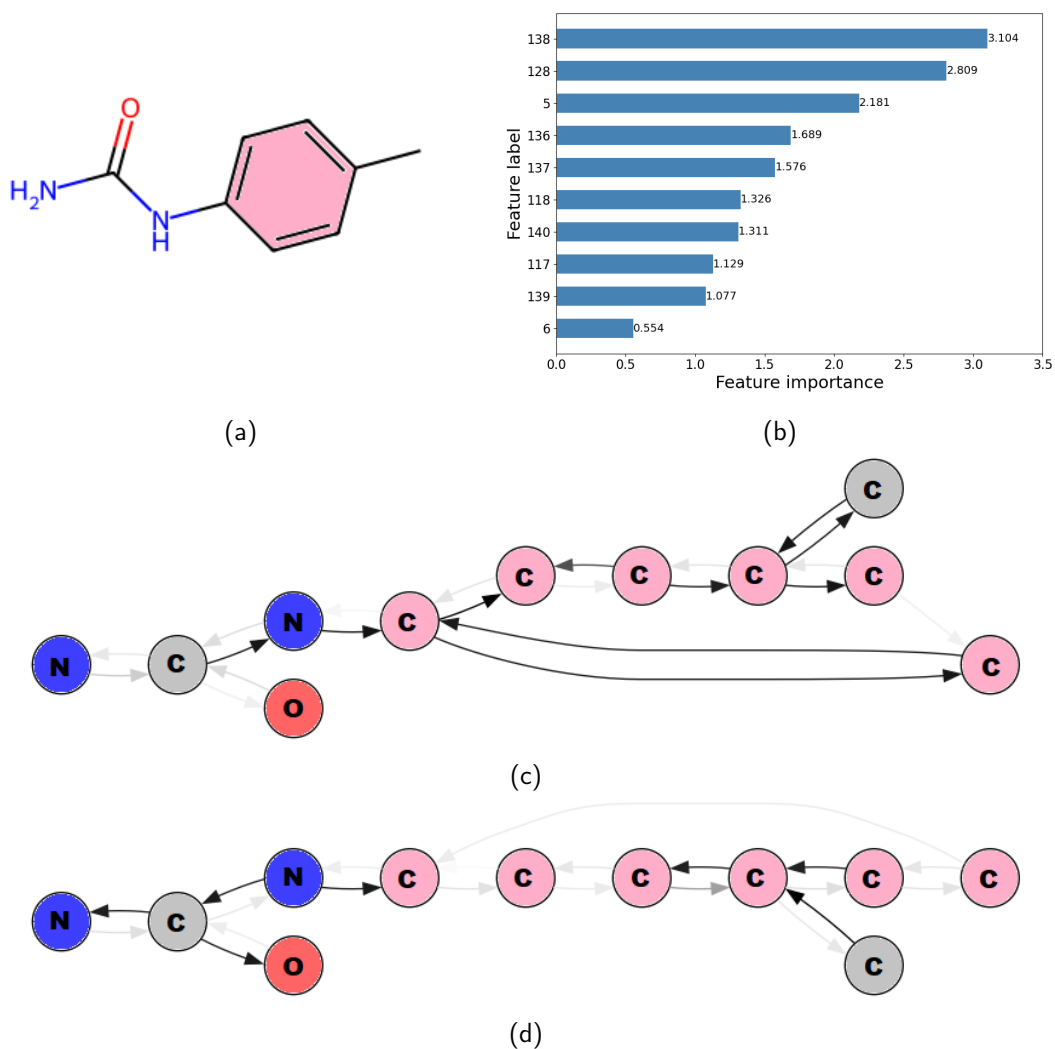 O
H₂N
N
H
(a)
Feature label
138 3.104
128 2.809
5 2.181
136 1.689
137 1.576
118 1.326
140 1.311
117 1.129
139 1.077
6 0.554
0.0 0.5 1.0 1.5 2.0 2.5 3.0 3.5
Feature importance
(b)
C
C C C C
N C
N C C
O
(c)
N C C C C C C
N C
O C
(d)